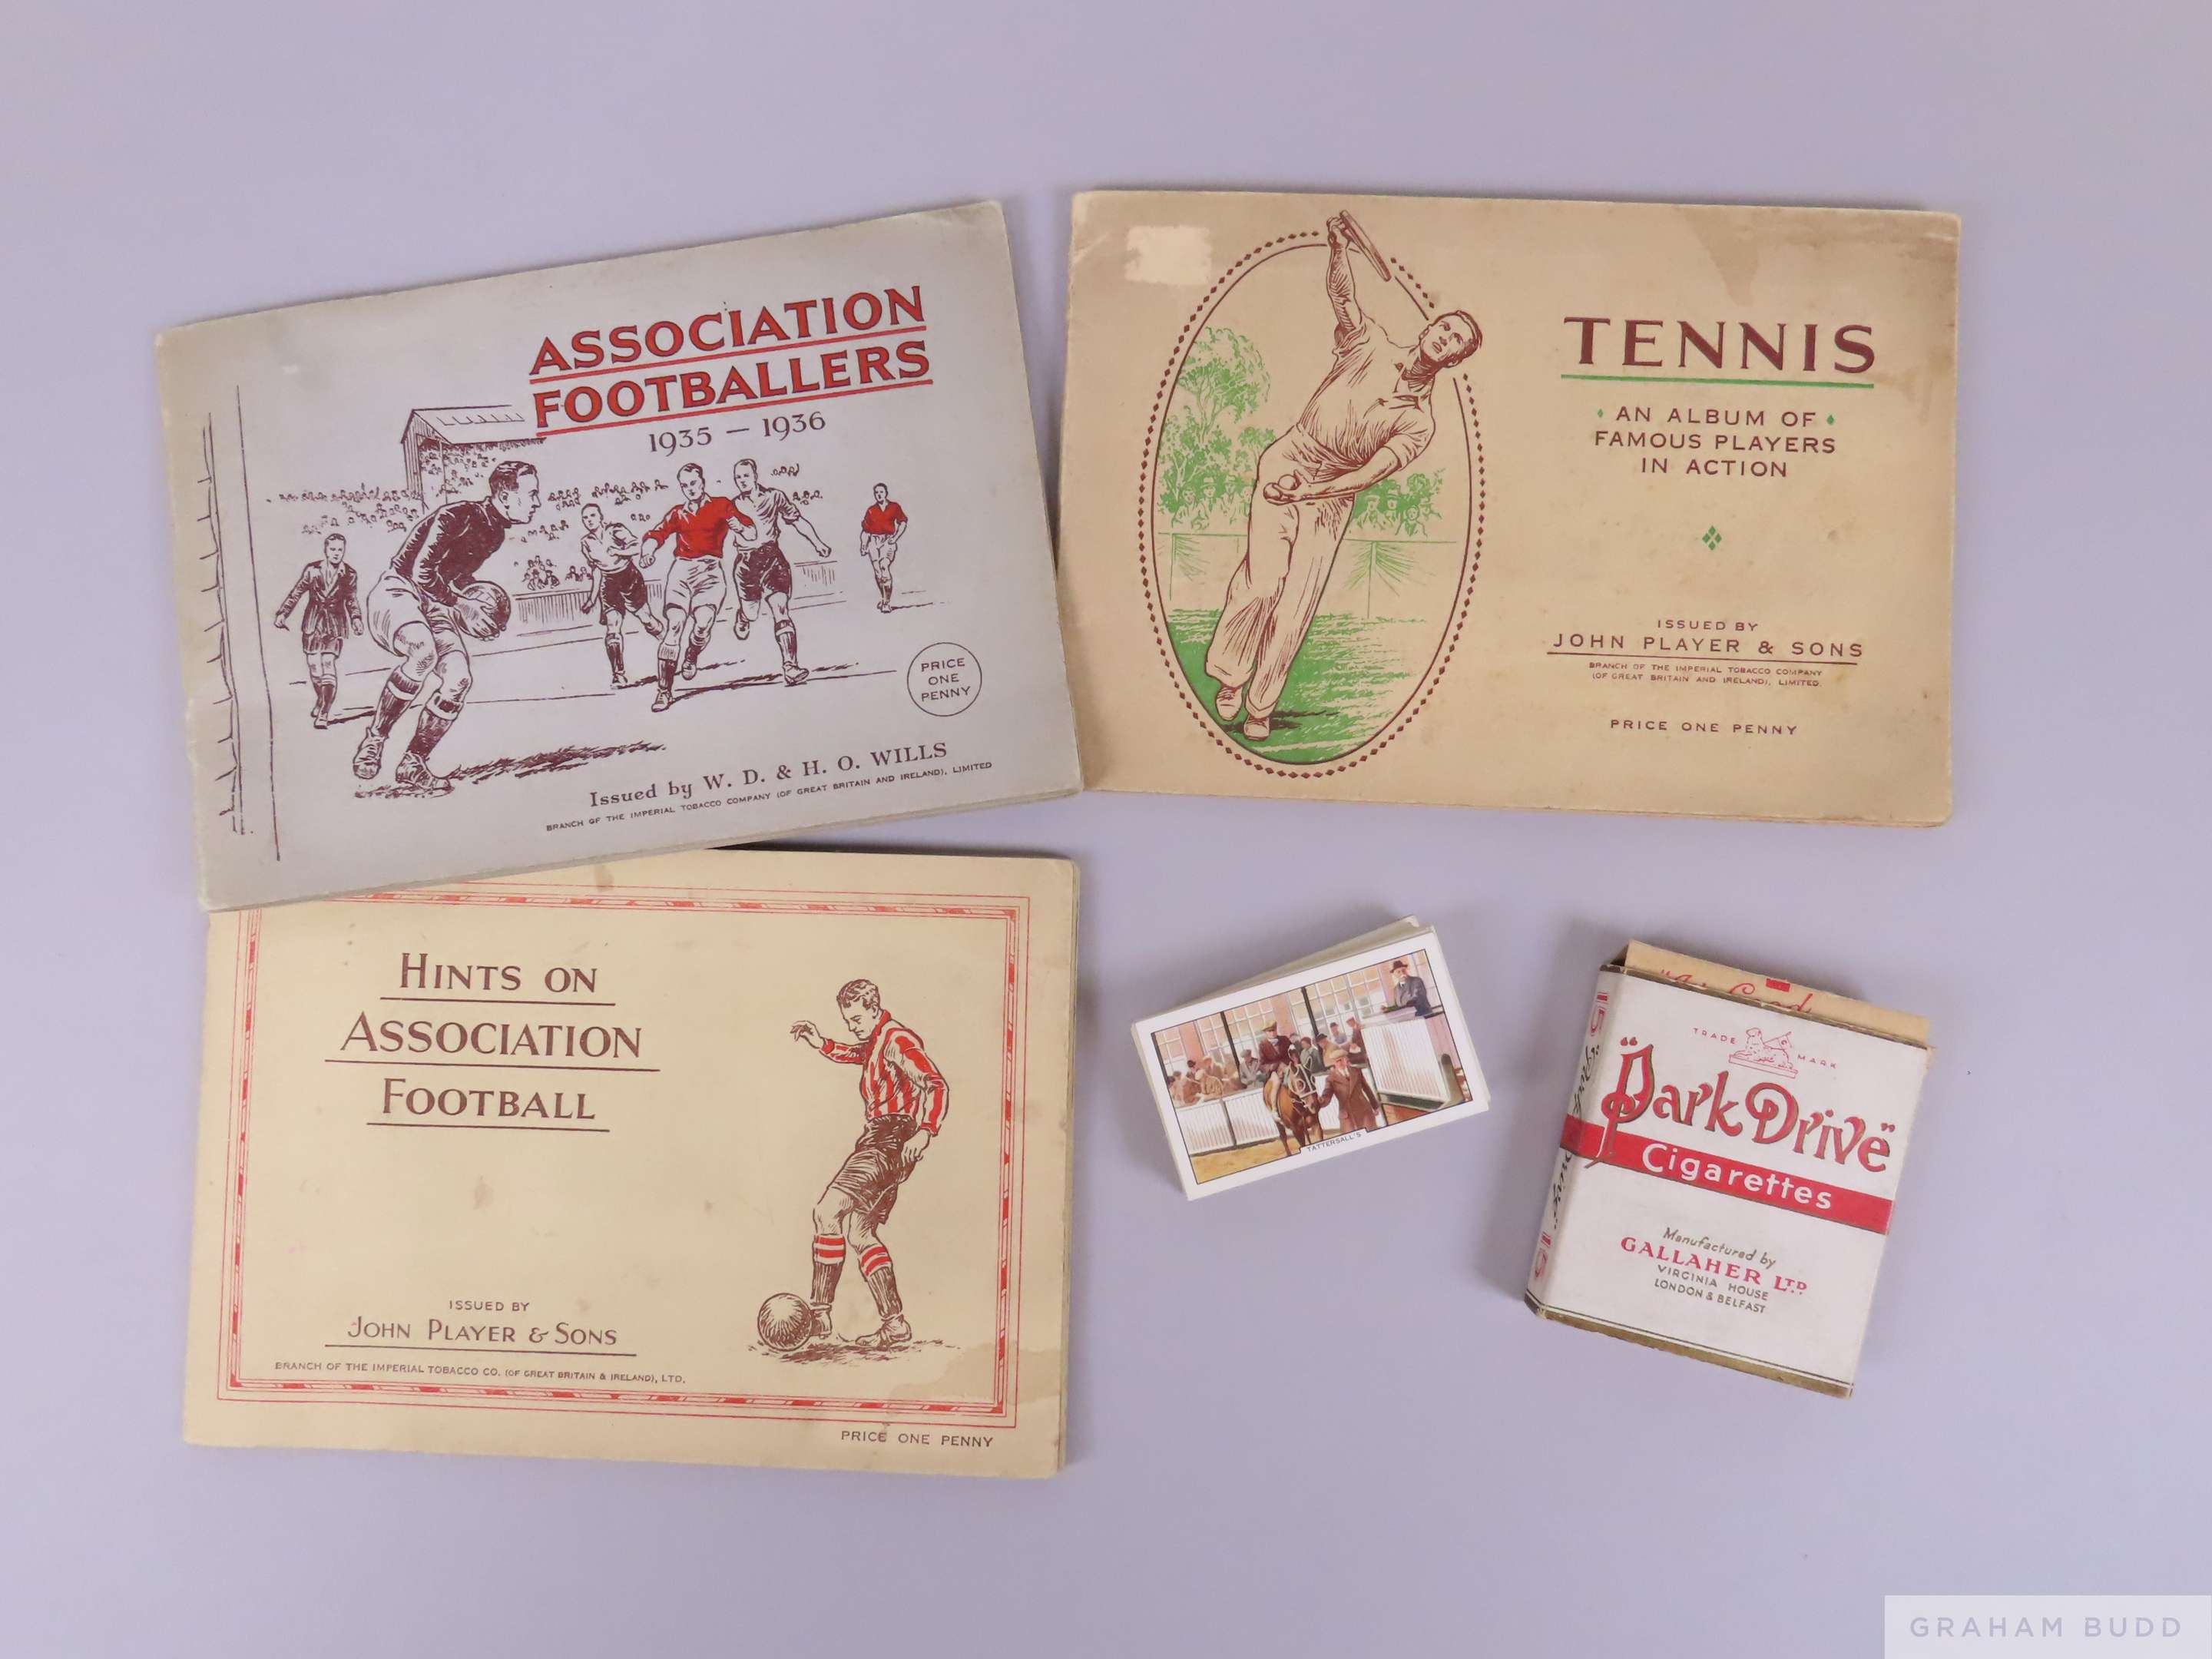 ASSOCIATION
FOOTBALLERS
1935 – 1936
PRICE
ONE
PENNY
Issued by W. D. & H. O. WILLS
BRANCH OF THE IMPERIAL TOBACCO COMPANY (OF GREAT BRITAIN AND IRELAND), LIMITED
TENNIS
AN ALBUM OF
FAMOUS PLAYERS
IN ACTION
ISSUED BY
JOHN PLAYER & SONS
BRANCH OF THE IMPERIAL TOBACCO COMPANY
(OF GREAT BRITAIN AND IRELAND), LIMITED.
PRICE ONE PENNY
HINTS ON
ASSOCIATION
FOOTBALL
ISSUED BY
JOHN PLAYER & SONS
BRANCH OF THE IMPERIAL TOBACCO CO. (OF GREAT BRITAIN & IRELAND), LTD.
PRICE ONE PENNY
TATTERSALL'S
TRADE MARK
"Park Drive"
Cigarettes
Manufactured by
GALLAHER LTD
VIRGINIA HOUSE
LONDON & BELFAST
15
15
GRAHAM BUDD